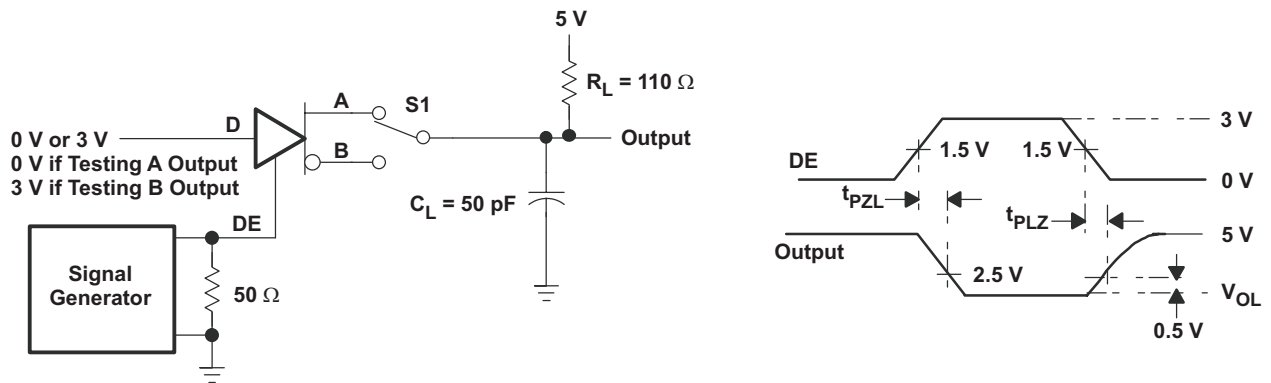 5 V
R_L = 110 Ω
A
S1
D
0 V or 3 V
0 V if Testing A Output
3 V if Testing B Output
B
Output
C_L = 50 pF
DE
Signal
Generator
50 Ω
3 V
1.5 V
1.5 V
DE
0 V
t_PZL
t_PLZ
5 V
Output
2.5 V
V_OL
0.5 V